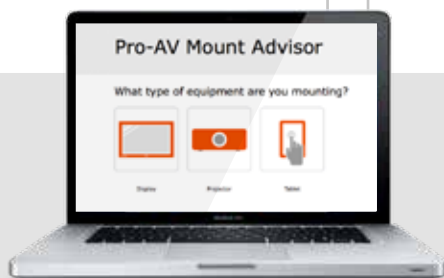 Pro-AV Mount Advisor
What type of equipment are you mounting?
Display
Projector
Tablet